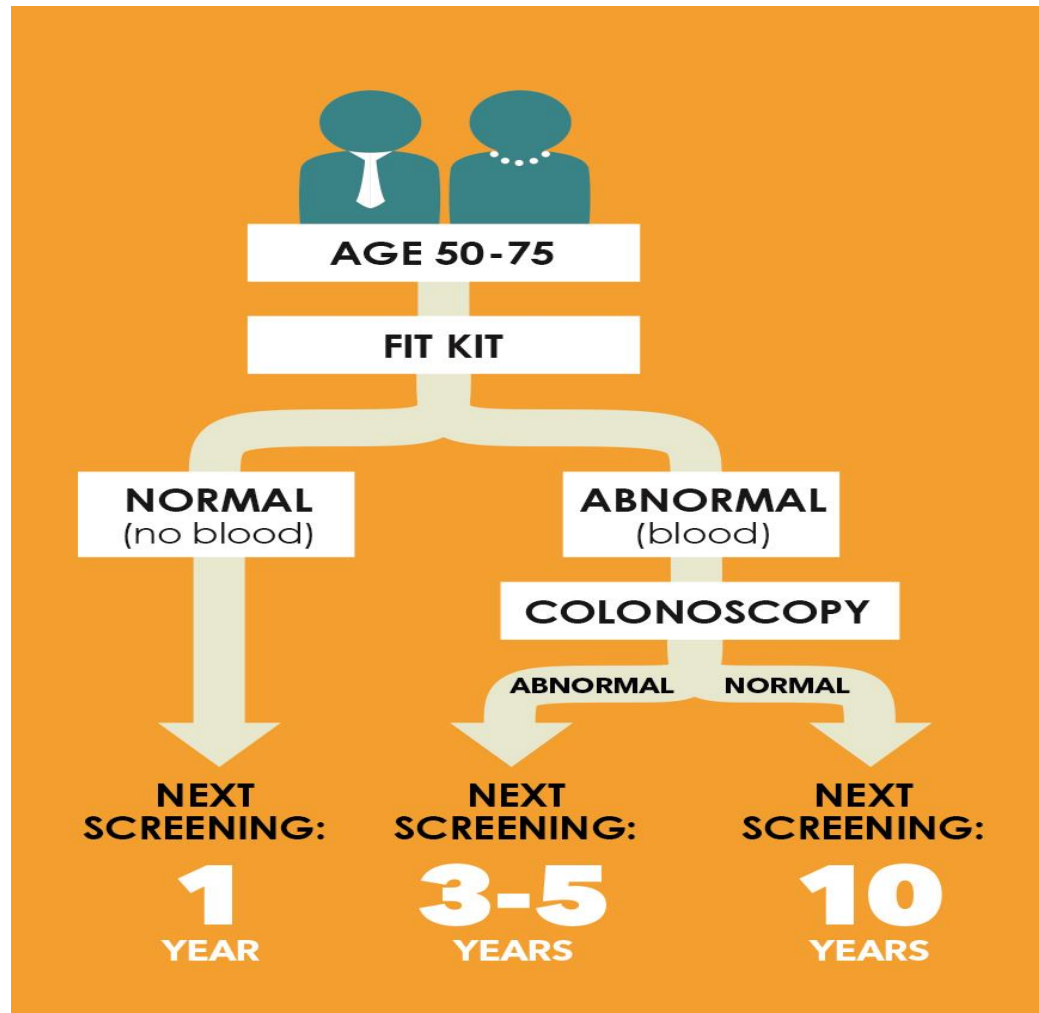 AGE 50-75
FIT KIT
NORMAL
(no blood)
ABNORMAL
(blood)
COLONOSCOPY
ABNORMAL
NORMAL
NEXT
SCREENING:
1
YEAR
NEXT
SCREENING:
3-5
YEARS
NEXT
SCREENING:
10
YEARS